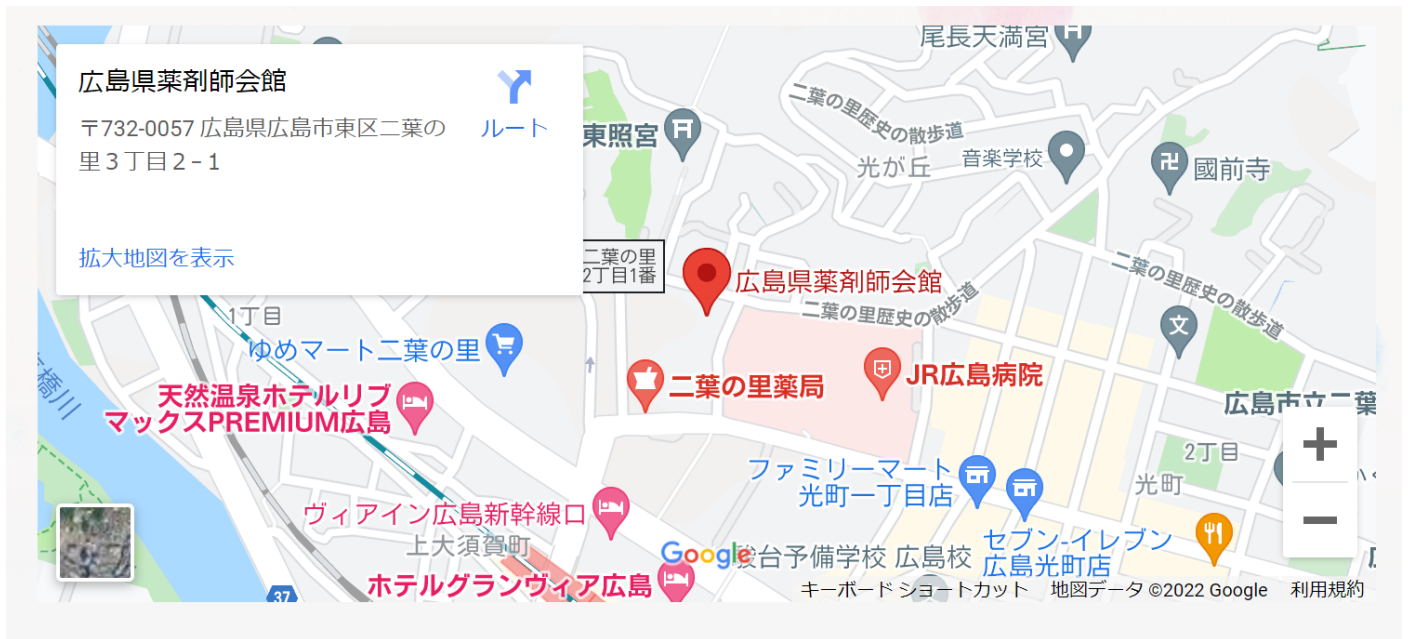 広島県薬剤師会館
〒732-0057 広島県広島市東区二葉の
里３丁目２−１
ルート
拡大地図を表示
尾長天満宮
二葉の里歴史の散歩道
東照宮
光が丘
音楽学校
國前寺
二葉の里
2丁目1番
広島県薬剤師会館
二葉の里歴史の散歩道
二葉の里歴史の散歩道
1丁目
ゆめマート二葉の里
天然温泉ホテルリブ
マックスPREMIUM広島
二葉の里薬局
JR広島病院
文
広島市立二葉
2丁目
光町
ファミリーマート
光町一丁目店
ヴィアイン広島新幹線口
上大須賀町
ホテルグランヴィア広島
37
Google
駿台予備学校 広島校
セブン-イレブン
広島光町店
キーボード ショートカット
地図データ ©2022 Google
利用規約